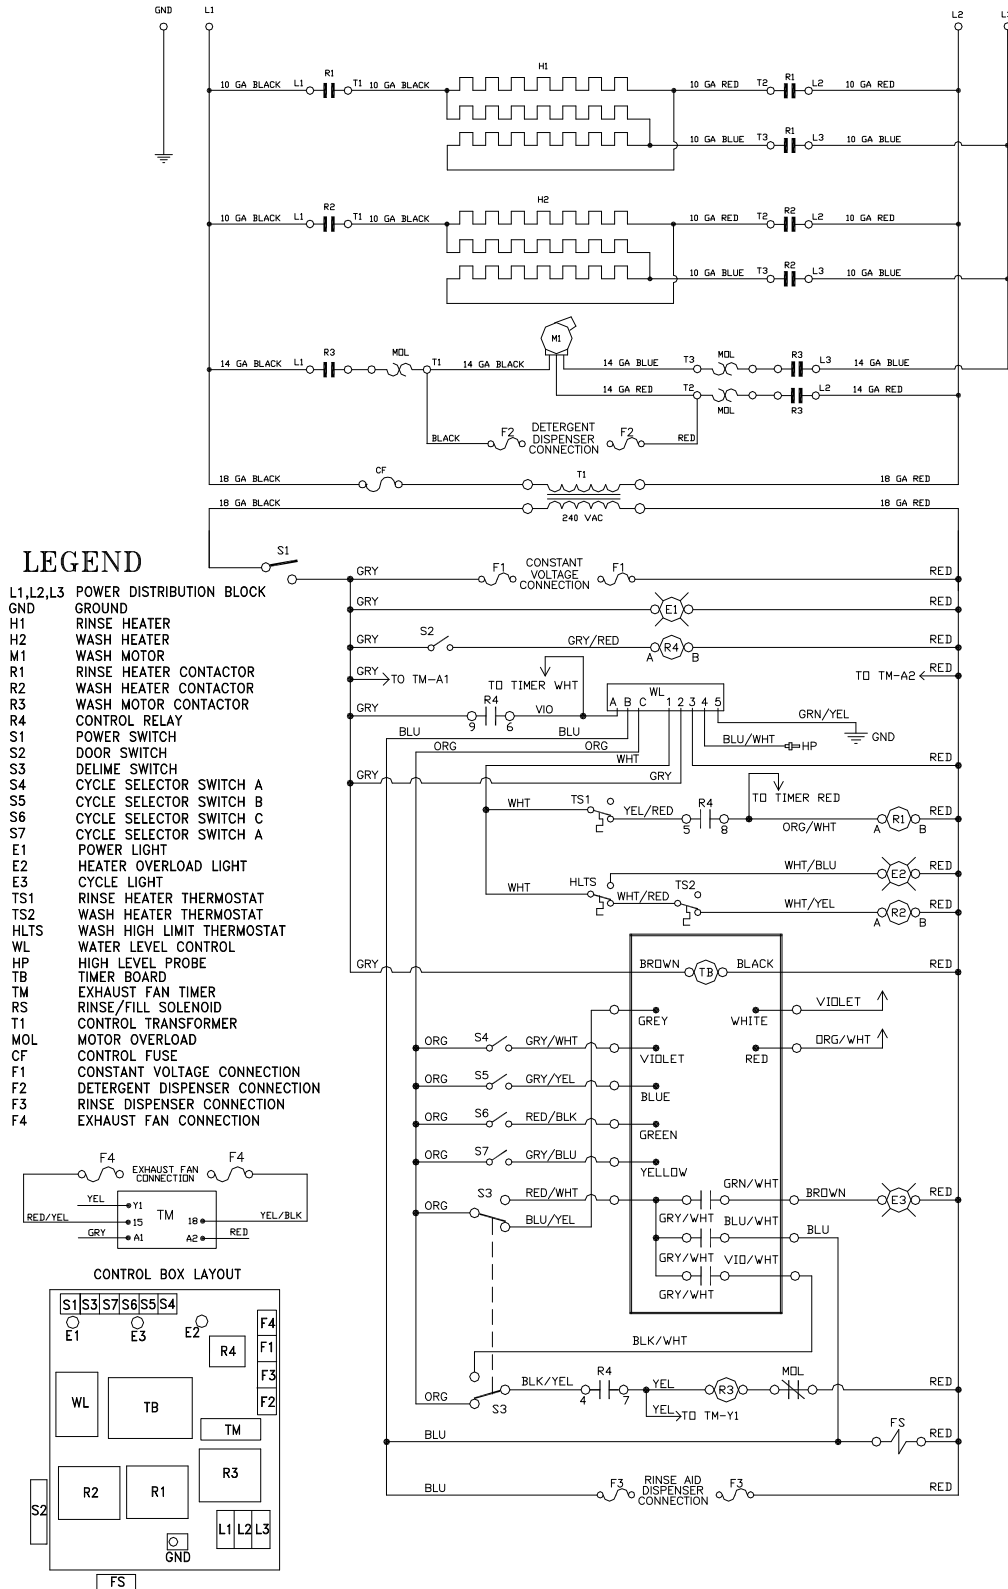 GND L1 L2 L
R1 H1 R1
10 GA BLACK L1 T1 10 GA BLACK 10 GA RED T2 L2 10 GA RED
R1
10 GA BLUE T3 L3 10 GA BLUE
R2 H2 R2
10 GA BLACK L1 T1 10 GA BLACK 10 GA RED T2 L2 10 GA RED
R2
10 GA BLUE T3 L3 10 GA BLUE
M1
R3 MOL MOL R3
14 GA BLACK L1 T1 14 GA BLACK 14 GA BLUE T3 L3 14 GA BLUE
14 GA RED T2 L2 14 GA RED
MOL R3
BLACK F2 DETERGENT DISPENSER CONNECTION F2 RED
CF T1
18 GA BLACK 18 GA RED
18 GA BLACK 18 GA RED
240 VAC
S1
GRY F1 CONSTANT VOLTAGE CONNECTION F1 RED
GRY E1 RED
S2
GRY GRY/RED A R4 B RED
GRY TO TM-A1 TO TIMER WHT WL TO TM-A2 RED
GRY 9 R4 6 VIO A B C 1 2 3 4 5
GRN/YEL GND
BLU BLU BLU/WHT HP
ORG ORG
WHT RED
GRY GRY
WHT TS1 YEL/RED 5 R4 8 TO TIMER RED
ORG/WHT A R1 B RED
WHT/BLU E2 RED
WHT HLTS WHT/RED TS2 WHT/YEL A R2 B RED
GRY BROWN TB BLACK RED
GREY WHITE VIOLET
ORG S4 GRY/WHT VIOLET RED ORG/WHT
ORG S5 GRY/YEL BLUE
ORG S6 RED/BLK GREEN
ORG S7 GRY/BLU YELLOW
S3 RED/WHT GRN/WHT BROWN E3 RED
ORG BLU/YEL GRY/WHT BLU/WHT BLU
GRY/WHT VIO/WHT
GRY/WHT
BLK/WHT
ORG S3 BLK/YEL 4 R4 7 YEL R3 MOL RED
YEL TO TM-Y1
BLU FS RED
BLU F3 RINSE AID DISPENSER CONNECTION F3 RED
LEGEND
L1,L2,L3 POWER DISTRIBUTION BLOCK
GND GROUND
H1 RINSE HEATER
H2 WASH HEATER
M1 WASH MOTOR
R1 RINSE HEATER CONTACTOR
R2 WASH HEATER CONTACTOR
R3 WASH MOTOR CONTACTOR
R4 CONTROL RELAY
S1 POWER SWITCH
S2 DOOR SWITCH
S3 DELIME SWITCH
S4 CYCLE SELECTOR SWITCH A
S5 CYCLE SELECTOR SWITCH B
S6 CYCLE SELECTOR SWITCH C
S7 CYCLE SELECTOR SWITCH A
E1 POWER LIGHT
E2 HEATER OVERLOAD LIGHT
E3 CYCLE LIGHT
TS1 RINSE HEATER THERMOSTAT
TS2 WASH HEATER THERMOSTAT
HLTS WASH HIGH LIMIT THERMOSTAT
WL WATER LEVEL CONTROL
HP HIGH LEVEL PROBE
TB TIMER BOARD
TM EXHAUST FAN TIMER
RS RINSE/FILL SOLENOID
T1 CONTROL TRANSFORMER
MOL MOTOR OVERLOAD
CF CONTROL FUSE
F1 CONSTANT VOLTAGE CONNECTION
F2 DETERGENT DISPENSER CONNECTION
F3 RINSE DISPENSER CONNECTION
F4 EXHAUST FAN CONNECTION
F4 EXHAUST FAN CONNECTION F4
YEL Y1 TM
RED/YEL 15 18 YEL/BLK
GRY A1 A2 RED
CONTROL BOX LAYOUT
S1 S3 S7 S6 S5 S4
E1 E3 E2 F4
R4 F1
F3
WL TB F2
TM
R2 R1 R3
S2
L1 L2 L3
GND
FS